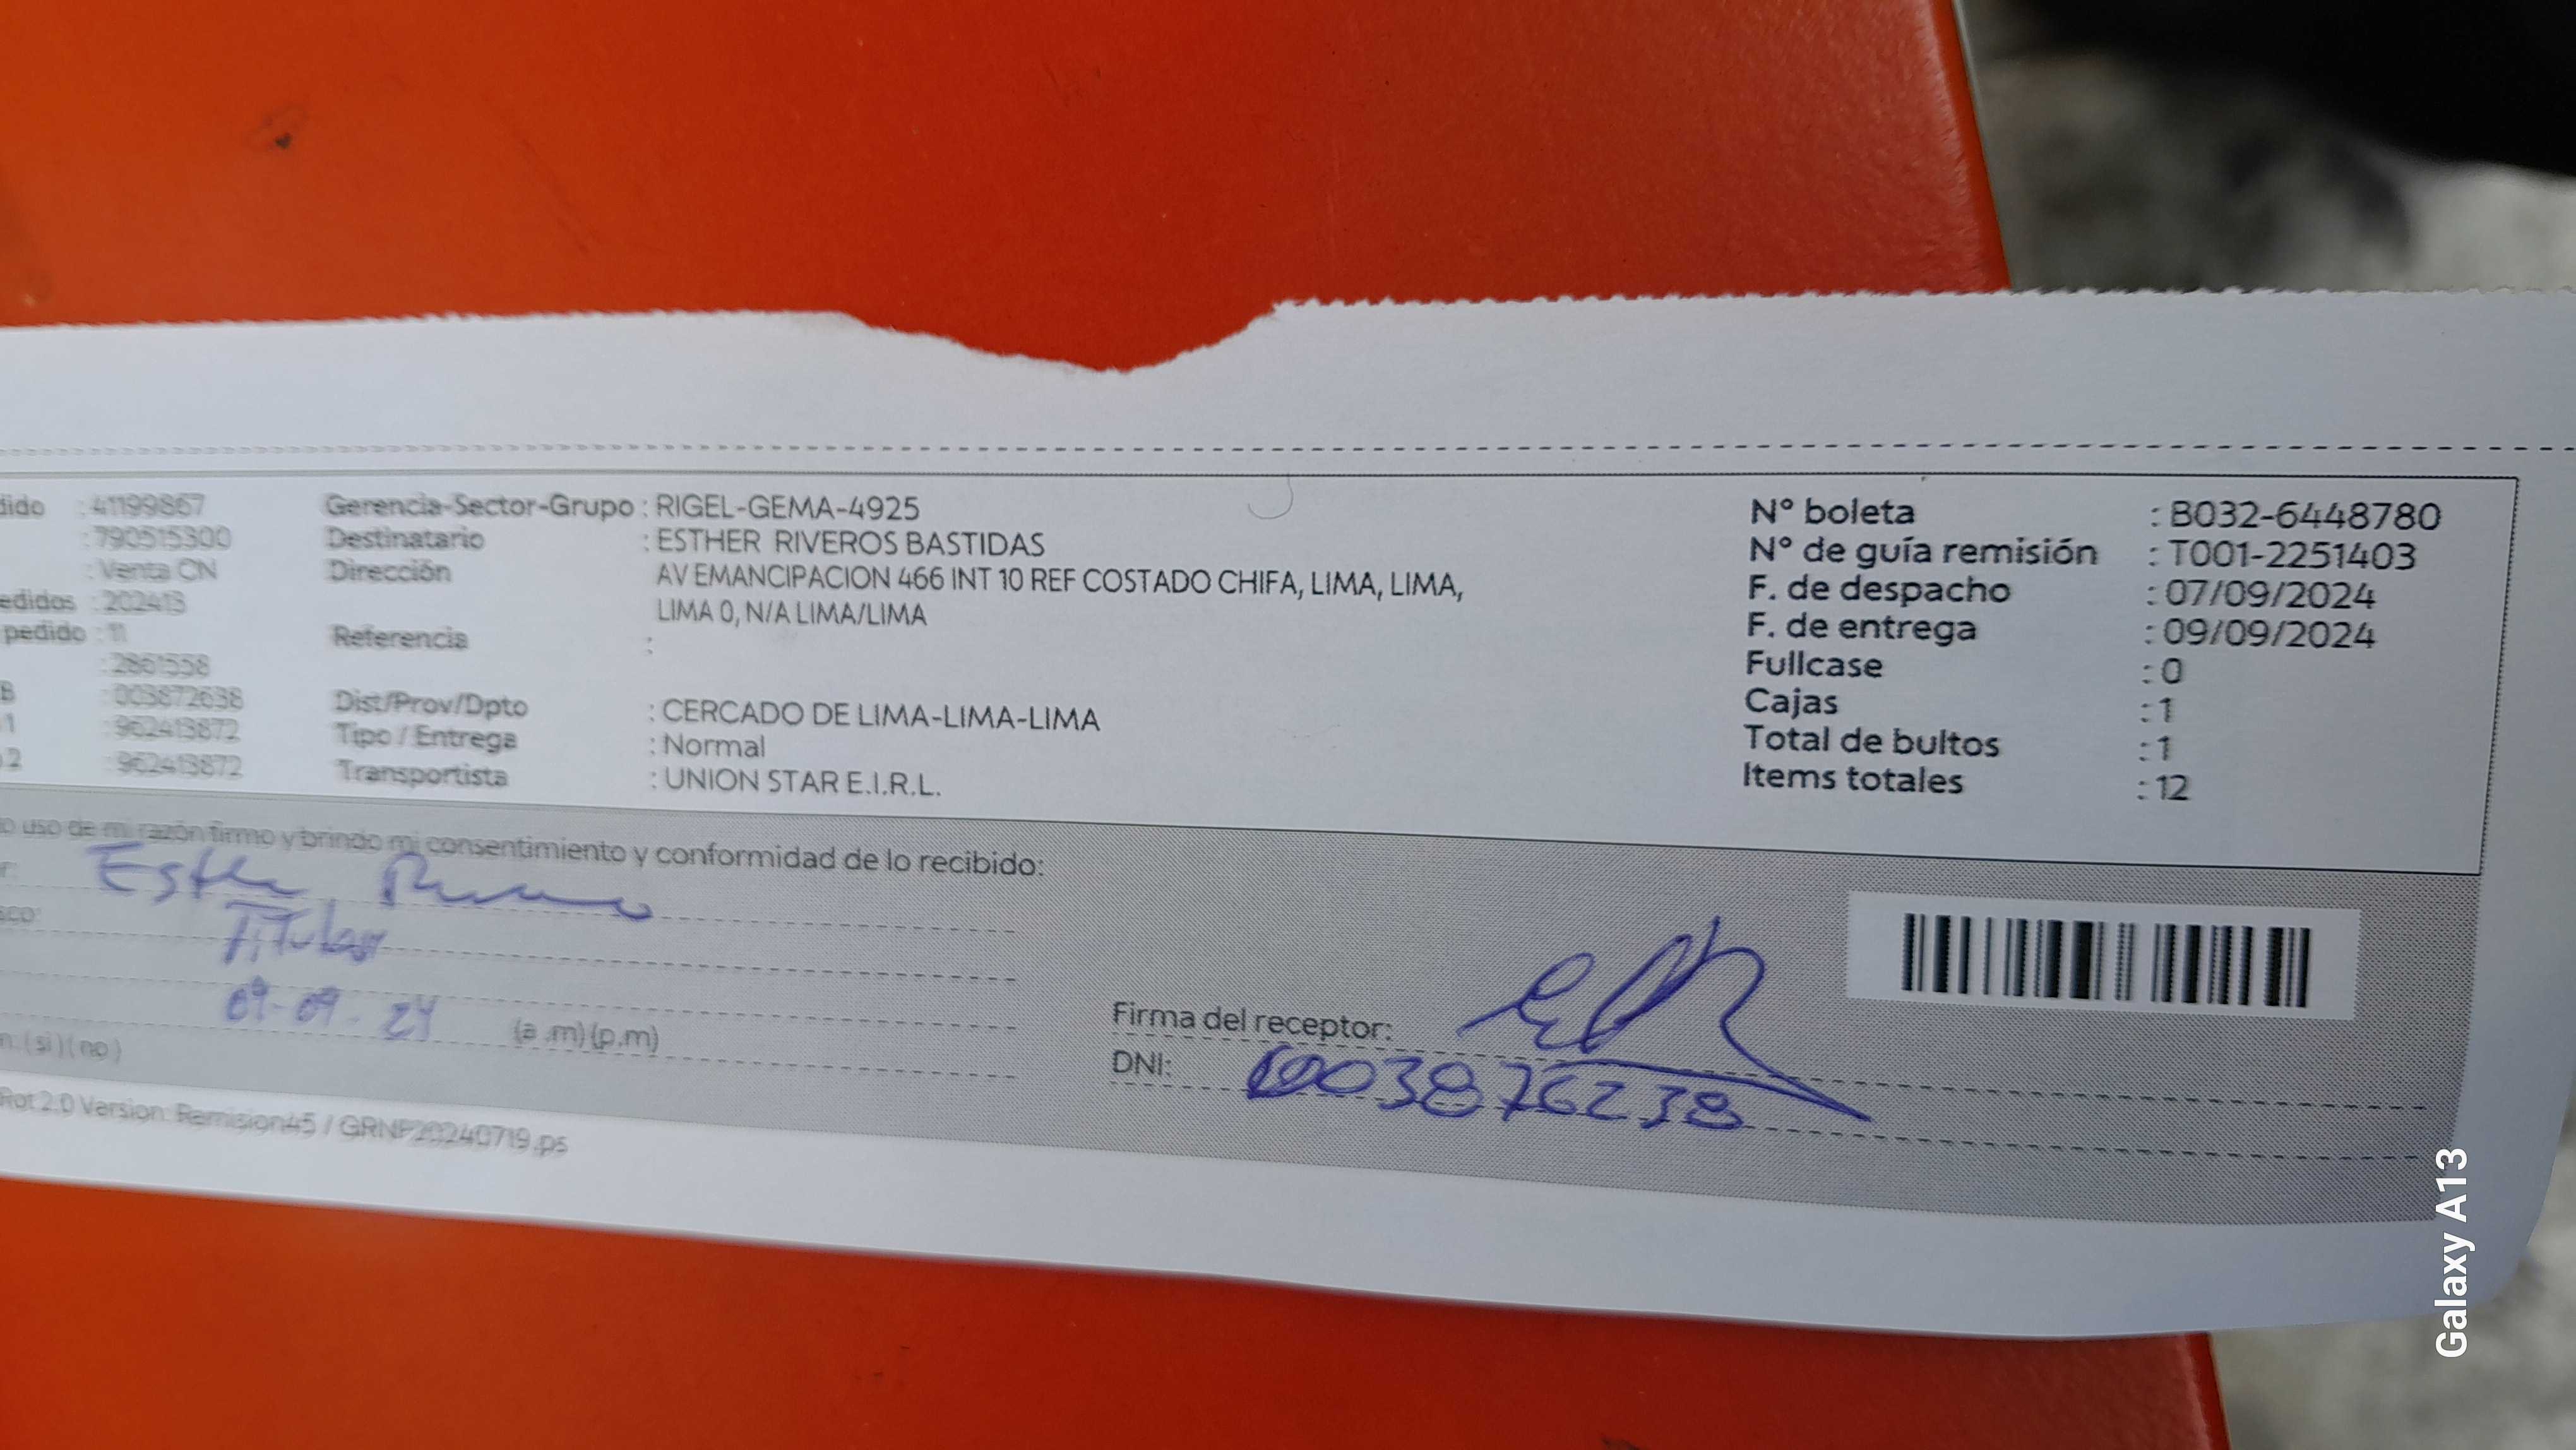 dido : 41199867
: 790515300
: Venta CN
edidos : 202413
pedido : 11
: 2861558
B : 003872638
1 : 962413872
2 : 962413872
Gerencia-Sector-Grupo : RIGEL-GEMA-4925
Destinatario : ESTHER RIVEROS BASTIDAS
Dirección AV EMANCIPACION 466 INT 10 REF COSTADO CHIFA, LIMA, LIMA,
LIMA 0, N/A LIMA/LIMA
Referencia :
Dist/Prov/Dpto : CERCADO DE LIMA-LIMA-LIMA
Tipo / Entrega : Normal
Transportista : UNION STAR E.I.R.L.
N° boleta : B032-6448780
N° de guía remisión : T001-2251403
F. de despacho : 07/09/2024
F. de entrega : 09/09/2024
Fullcase : 0
Cajas : 1
Total de bultos : 1
Items totales : 12
o uso de mi razón firmo y brindo mi consentimiento y conformidad de lo recibido:
r: Esther
sco: Titular
09-09-24 (a.m) (p.m)
n: (si) (no)
Firma del receptor:
DNI: 003876238
Rot 2.0 Version: Remision45 / GRNP20240719.ps
Galaxy A13